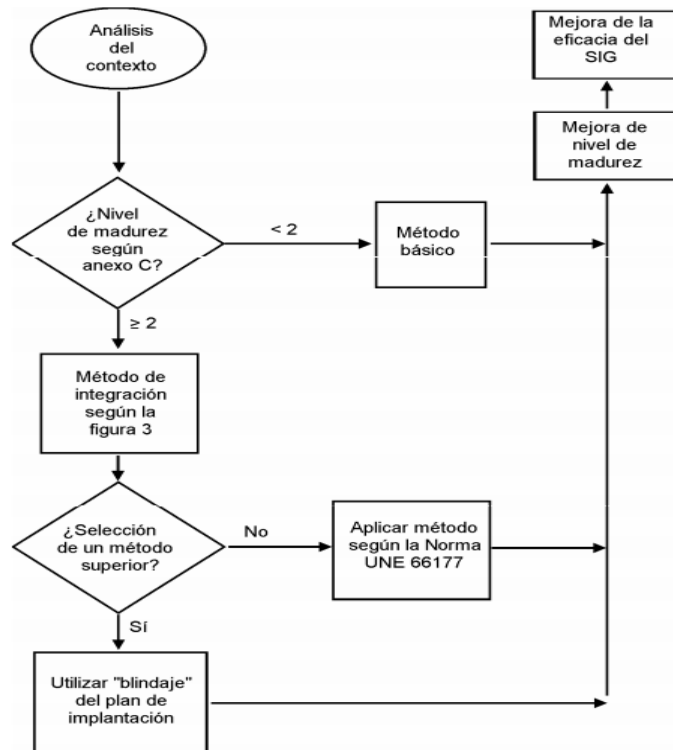 Análisis
del
contexto
Mejora de la
eficacia del
SIG
Mejora de
nivel de
madurez
¿Nivel
de madurez
según
anexo C?
< 2
Método
básico
≥ 2
Método de
integración
según la
figura 3
¿Selección
de un método
superior?
No
Aplicar método
según la Norma
UNE 66177
Sí
Utilizar "blindaje"
del plan de
implantación